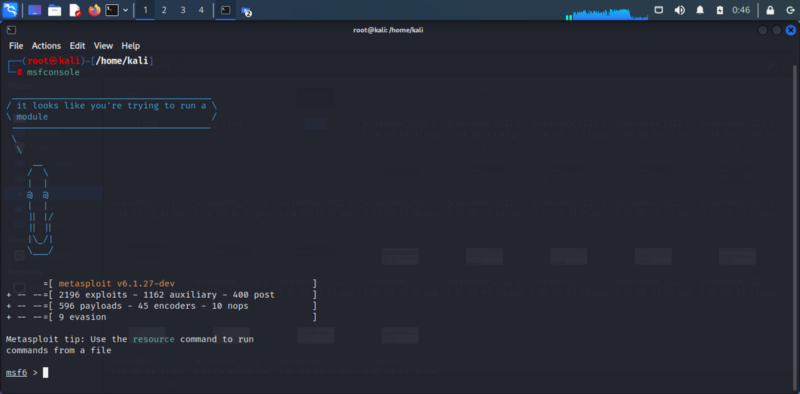 1 2 3 4
2
0:46
root@kali: /home/kali
File Actions Edit View Help
(root㉿kali)-[/home/kali]
# msfconsole
/ it looks like you're trying to run a \
\ module /
@ @
=[ metasploit v6.1.27-dev ]
+ -- --=[ 2196 exploits - 1162 auxiliary - 400 post ]
+ -- --=[ 596 payloads - 45 encoders - 10 nops ]
+ -- --=[ 9 evasion ]
Metasploit tip: Use the resource command to run
commands from a file
msf6 >